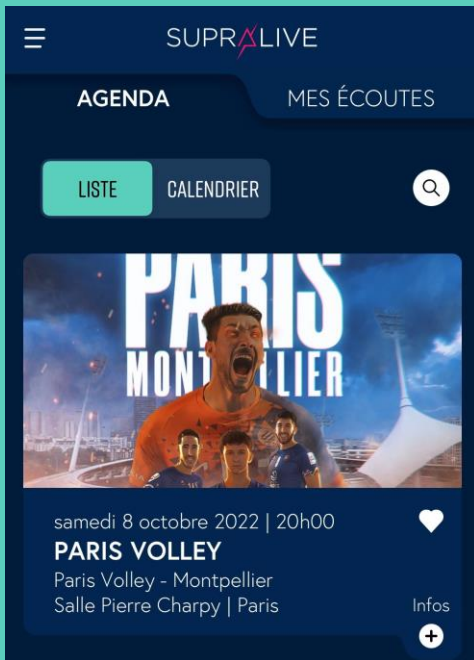 SUPRALIVE
AGENDA
MES ÉCOUTES
LISTE
CALENDRIER
PARIS
MONTPELLIER
samedi 8 octobre 2022 | 20h00
PARIS VOLLEY
Paris Volley - Montpellier
Salle Pierre Charpy | Paris
Infos